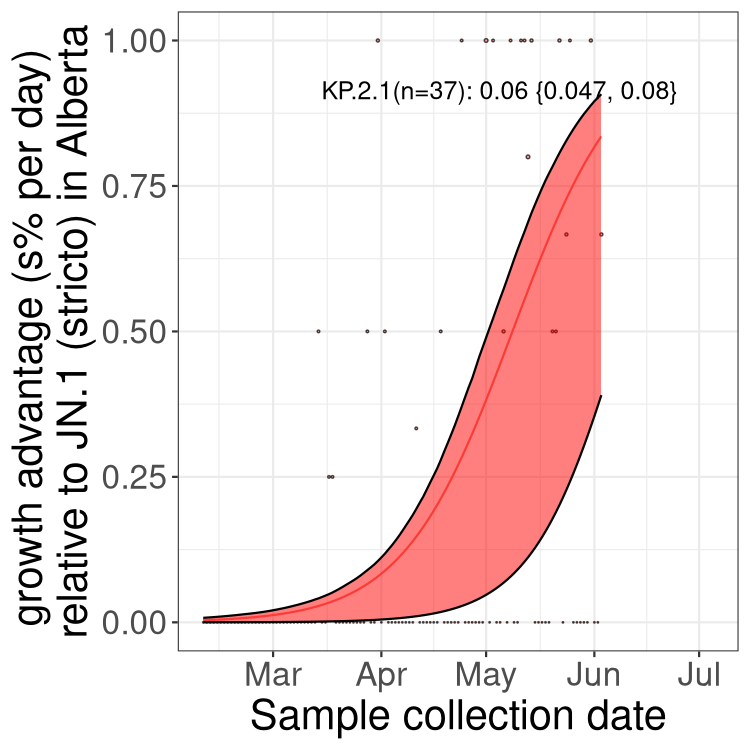 growth advantage (s% per day)
relative to JN.1 (stricto) in Alberta
1.00
0.75
0.50
0.25
0.00
KP.2.1(n=37): 0.06 {0.047, 0.08}
Mar
Apr
May
Jun
Jul
Sample collection date